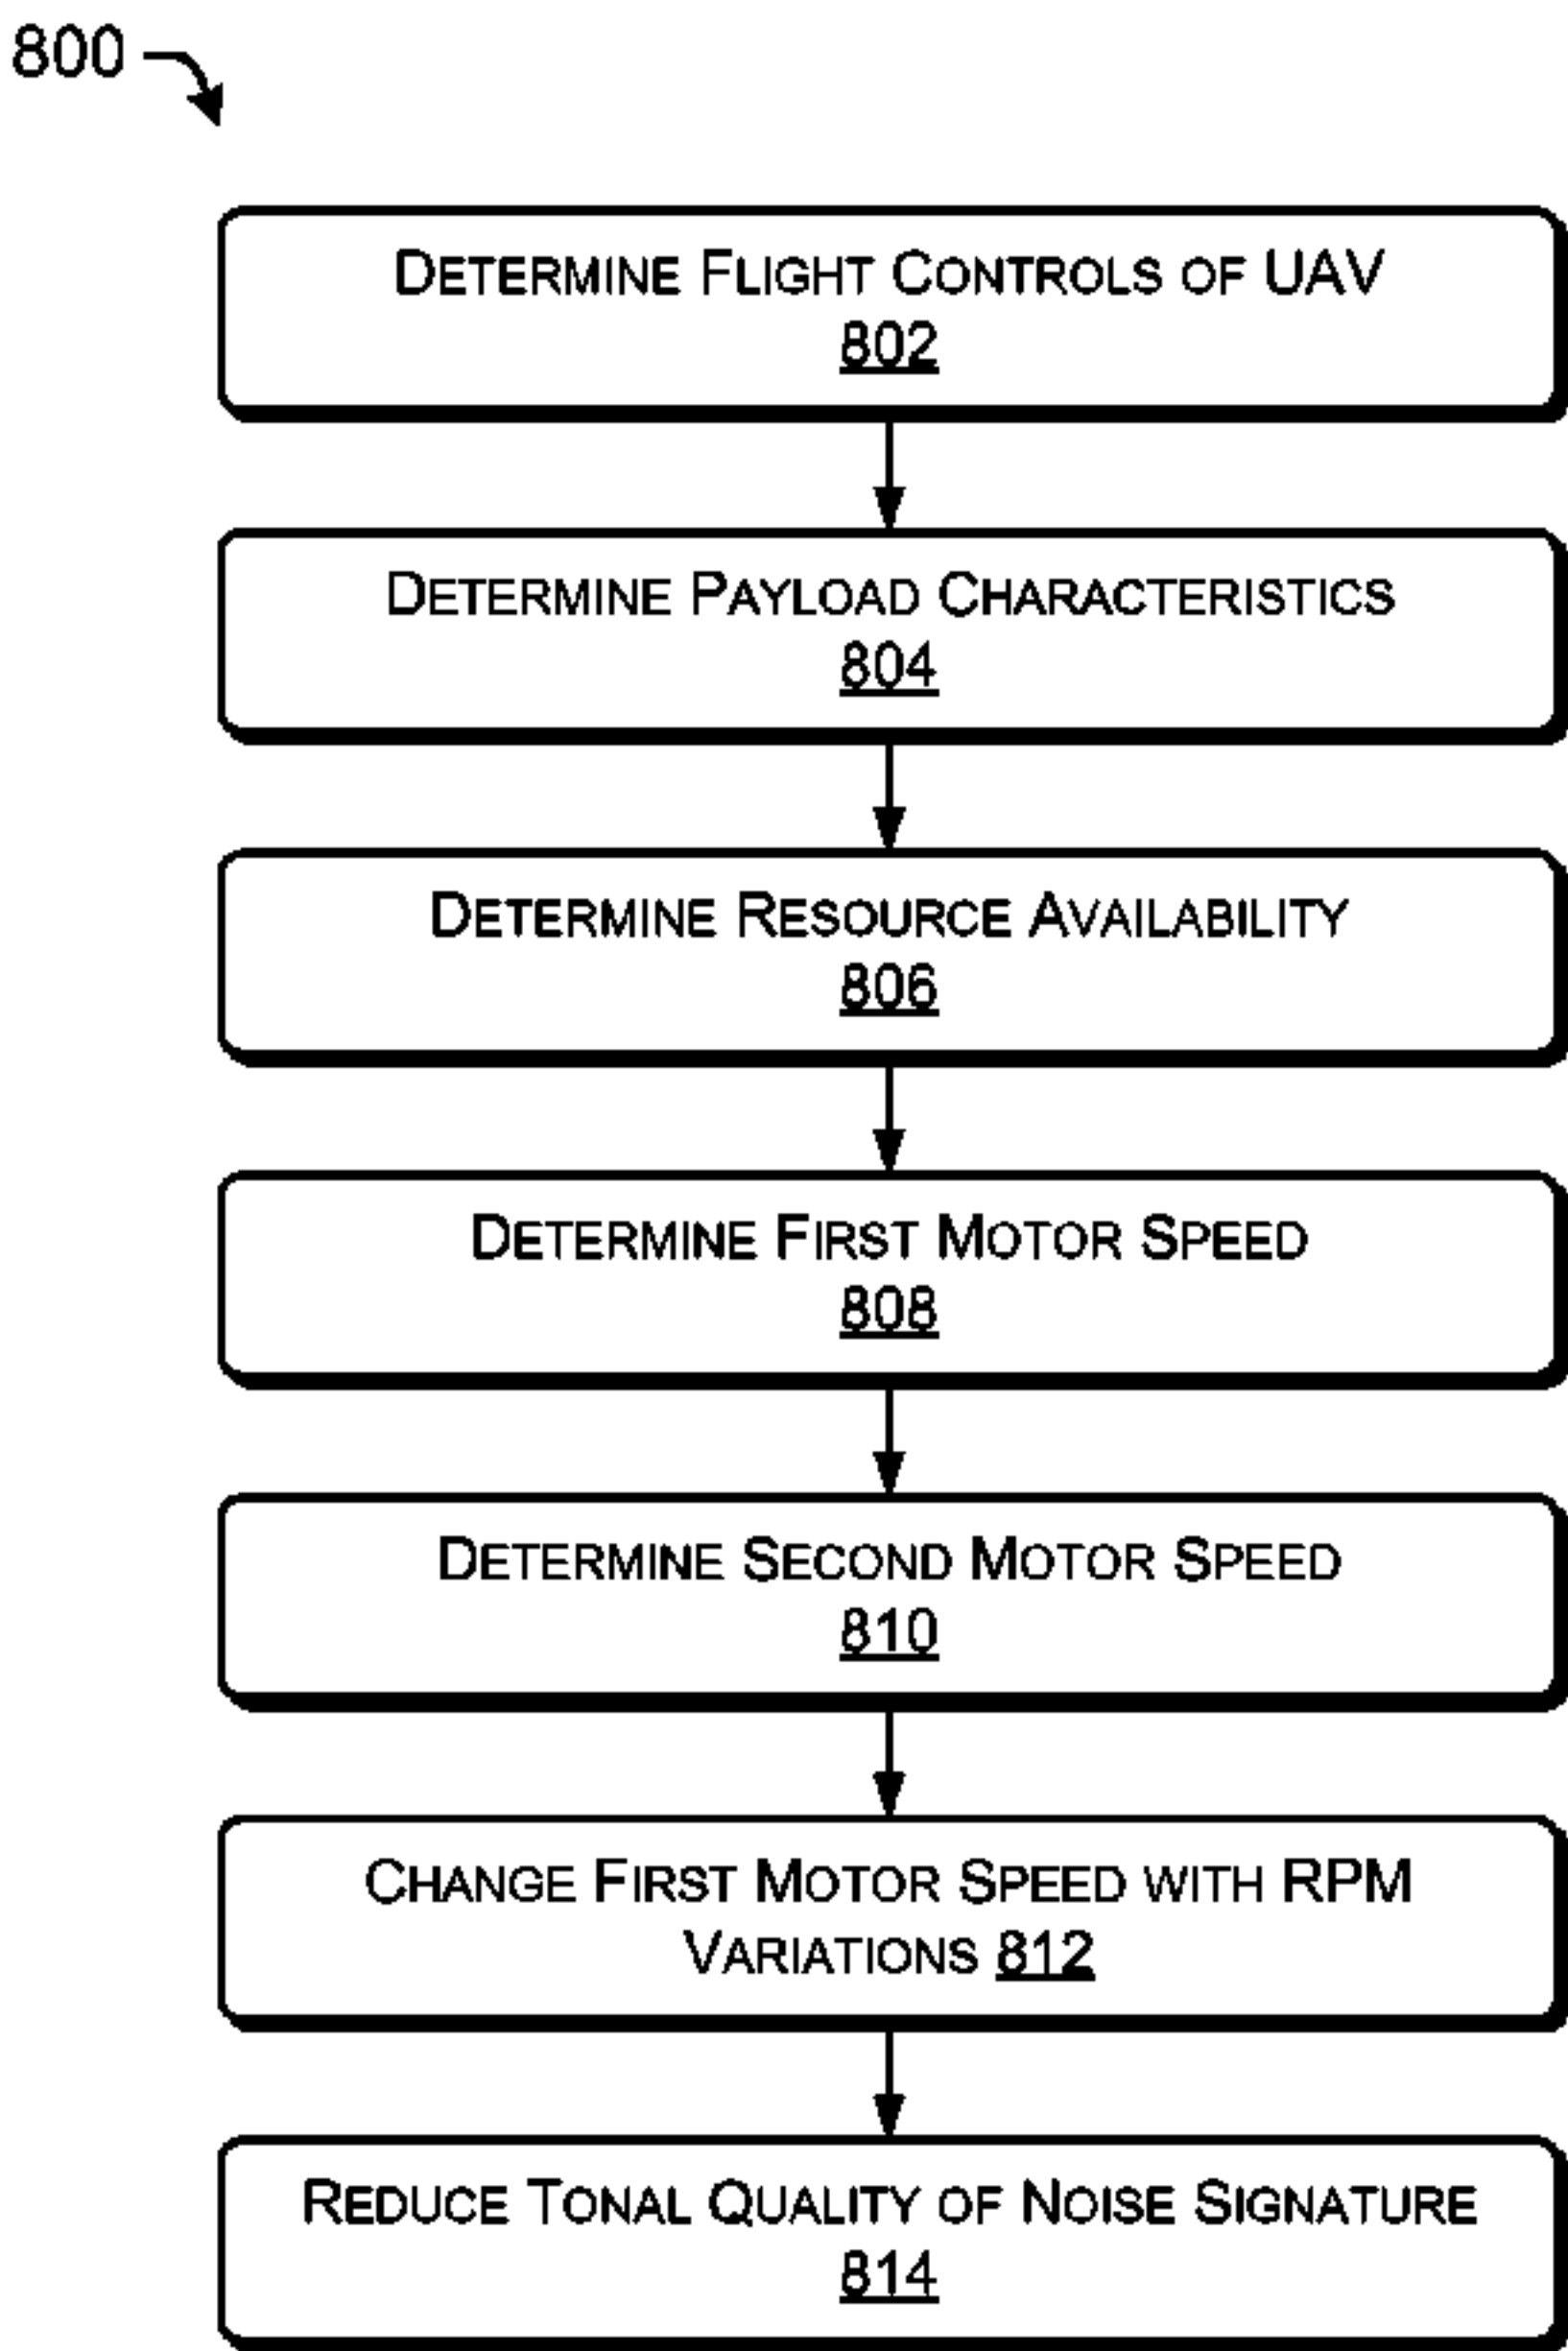 800
DETERMINE FLIGHT CONTROLS OF UAV
802
DETERMINE PAYLOAD CHARACTERISTICS
804
DETERMINE RESOURCE AVAILABILITY
806
DETERMINE FIRST MOTOR SPEED
808
DETERMINE SECOND MOTOR SPEED
810
CHANGE FIRST MOTOR SPEED WITH RPM
VARIATIONS 812
REDUCE TONAL QUALITY OF NOISE SIGNATURE
814